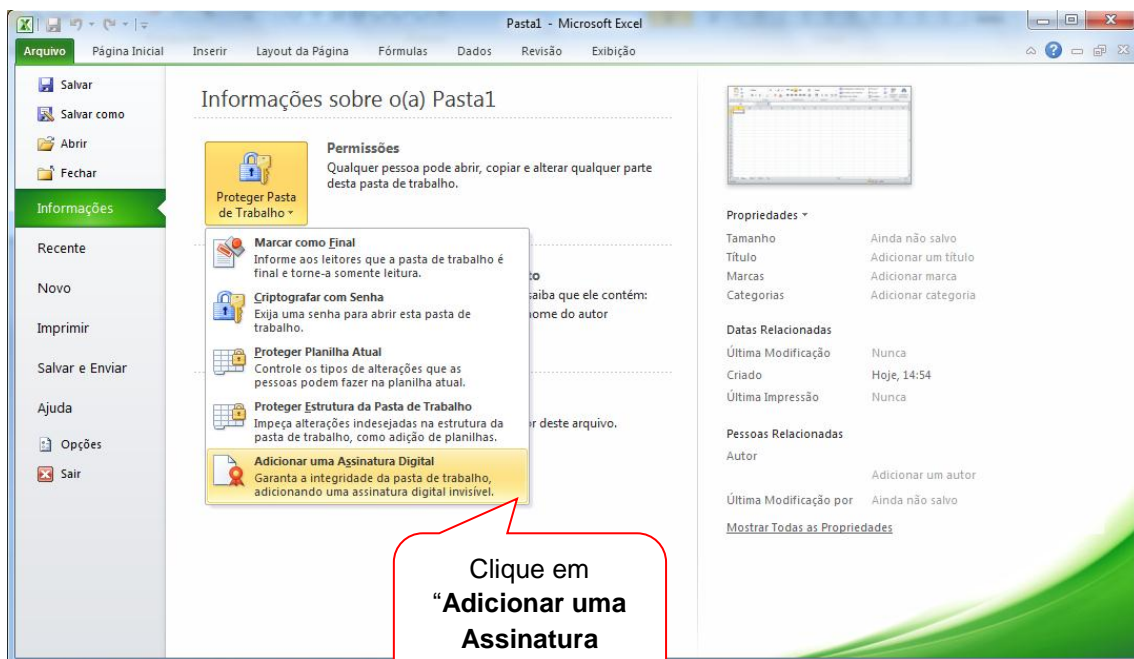 Pasta1 - Microsoft Excel
Arquivo Página Inicial Inserir Layout da Página Fórmulas Dados Revisão Exibição
Salvar
Salvar como
Abrir
Fechar
Informações
Recente
Novo
Imprimir
Salvar e Enviar
Ajuda
Opções
Sair
Informações sobre o(a) Pasta1
Proteger Pasta
de Trabalho
Permissões
Qualquer pessoa pode abrir, copiar e alterar qualquer parte
desta pasta de trabalho.
Marcar como Final
Informe aos leitores que a pasta de trabalho é
final e torne-a somente leitura.
Criptografar com Senha
Exija uma senha para abrir esta pasta de
trabalho.
Proteger Planilha Atual
Controle os tipos de alterações que as
pessoas podem fazer na planilha atual.
Proteger Estrutura da Pasta de Trabalho
Impeça alterações indesejadas na estrutura da
pasta de trabalho, como adição de planilhas.
Adicionar uma Assinatura Digital
Garanta a integridade da pasta de trabalho,
adicionando uma assinatura digital invisível.
to
saiba que ele contém:
nome do autor
r deste arquivo.
Clique em
“Adicionar uma
Assinatura
Propriedades
Tamanho Ainda não salvo
Título Adicionar um título
Marcas Adicionar marca
Categorias Adicionar categoria
Datas Relacionadas
Última Modificação Nunca
Criado Hoje, 14:54
Última Impressão Nunca
Pessoas Relacionadas
Autor
Adicionar um autor
Última Modificação por Ainda não salvo
Mostrar Todas as Propriedades